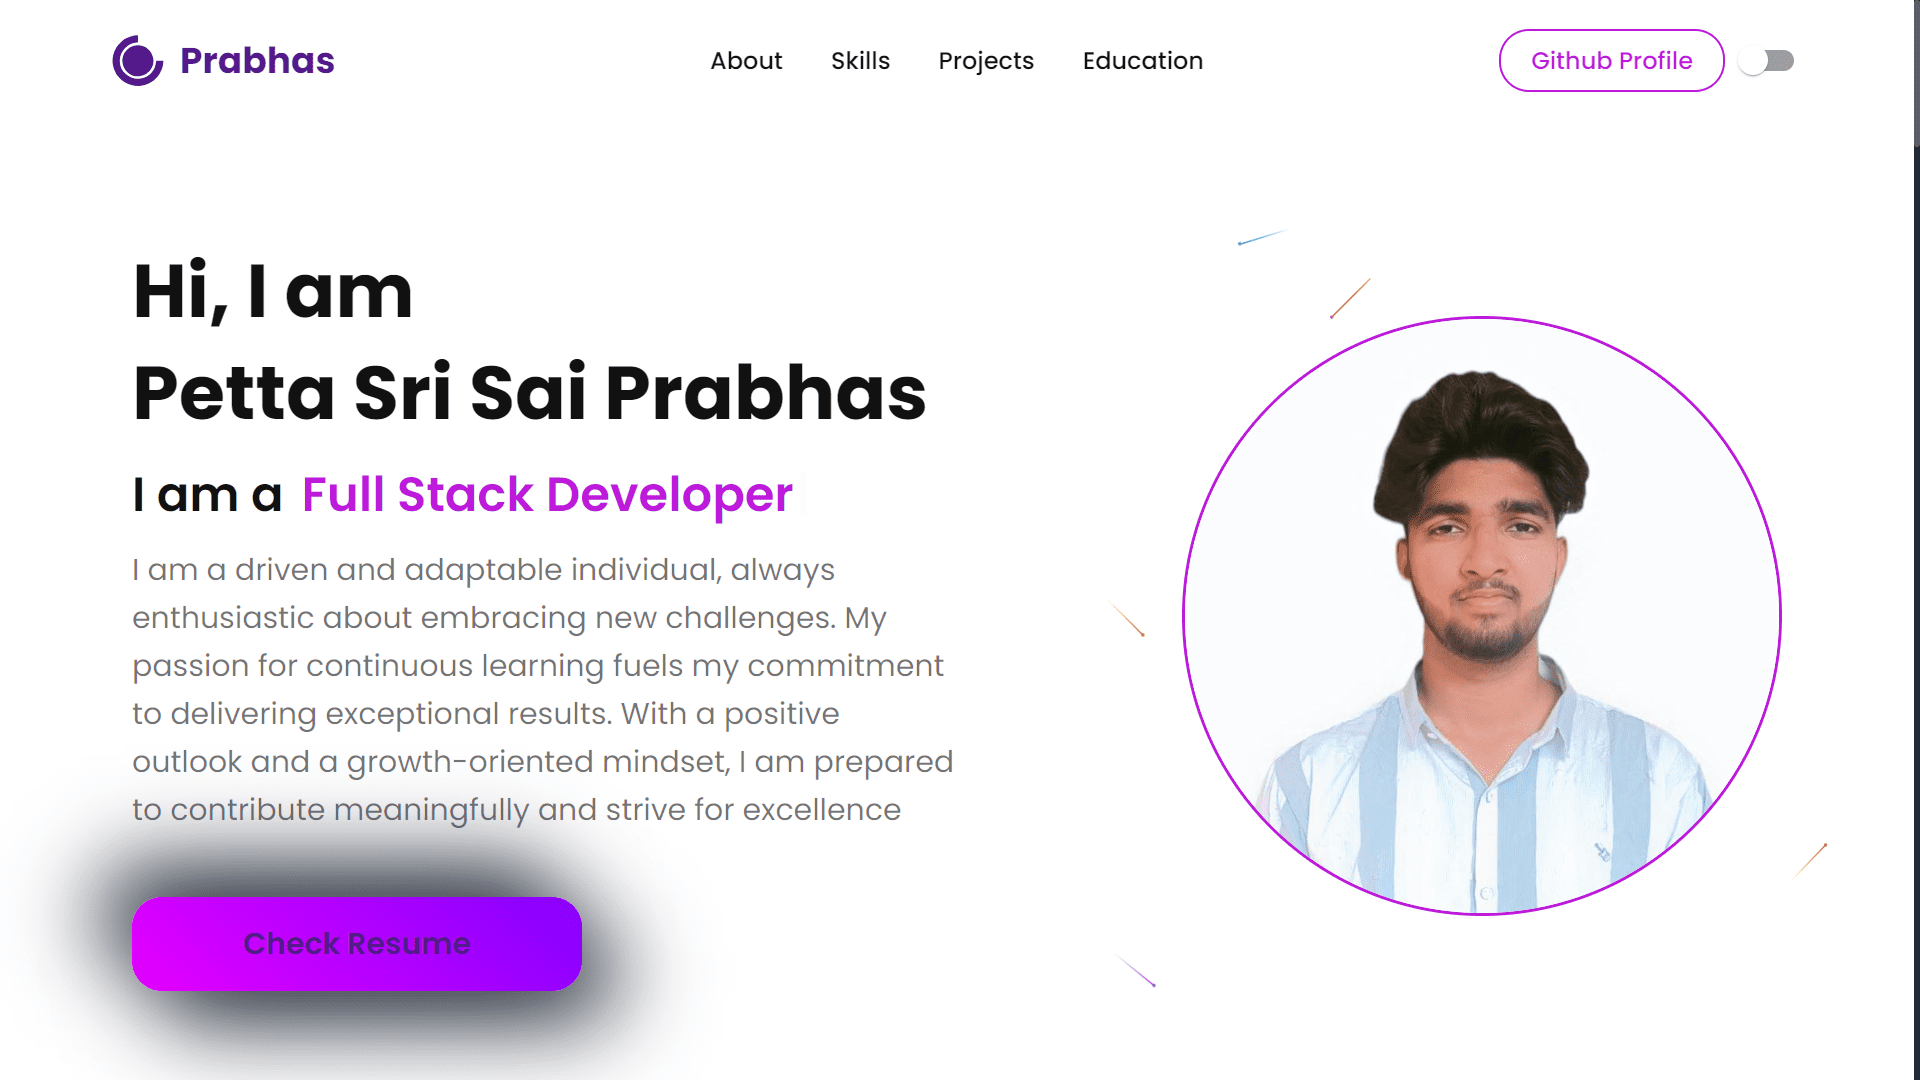 Prabhas
About
Skills
Projects
Education
Github Profile
Hi, I am
Petta Sri Sai Prabhas
I am a Full Stack Developer
I am a driven and adaptable individual, always
enthusiastic about embracing new challenges. My
passion for continuous learning fuels my commitment
to delivering exceptional results. With a positive
outlook and a growth-oriented mindset, I am prepared
to contribute meaningfully and strive for excellence
Check Resume